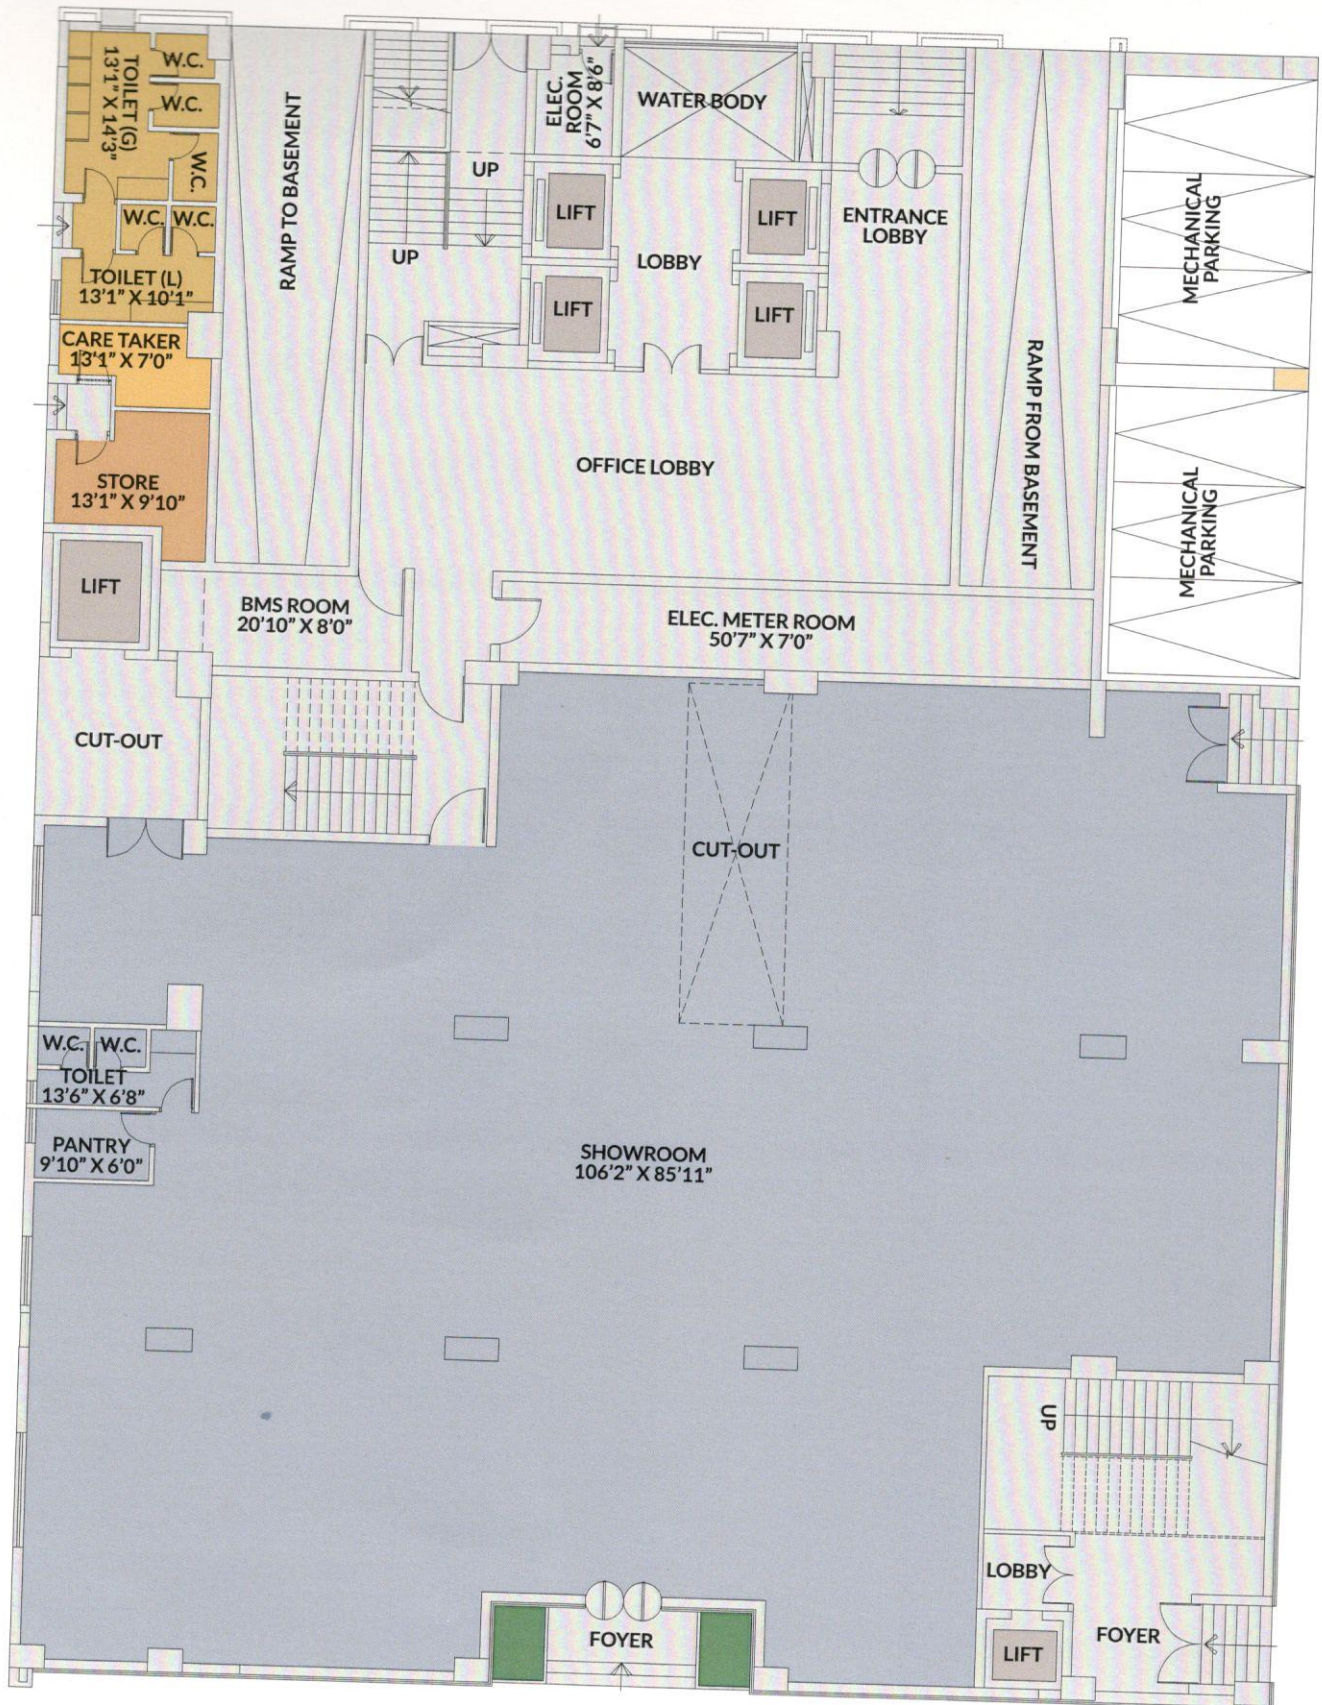 W.C.
TOILET (G)
13'1" X 14'3"
W.C.
W.C.
W.C.
W.C.
TOILET (L)
13'1" X 10'1"
CARE TAKER
13'1" X 7'0"
STORE
13'1" X 9'10"
LIFT
RAMP TO BASEMENT
UP
UP
ELEC.
ROOM
6'7" X 8'6"
WATER BODY
LIFT
LIFT
LOBBY
LIFT
LIFT
ENTRANCE
LOBBY
MECHANICAL
PARKING
RAMP FROM BASEMENT
MECHANICAL
PARKING
OFFICE LOBBY
BMS ROOM
20'10" X 8'0"
ELEC. METER ROOM
50'7" X 7'0"
CUT-OUT
CUT-OUT
W.C.
W.C.
TOILET
13'6" X 6'8"
PANTRY
9'10" X 6'0"
SHOWROOM
106'2" X 85'11"
UP
LOBBY
LIFT
FOYER
FOYER